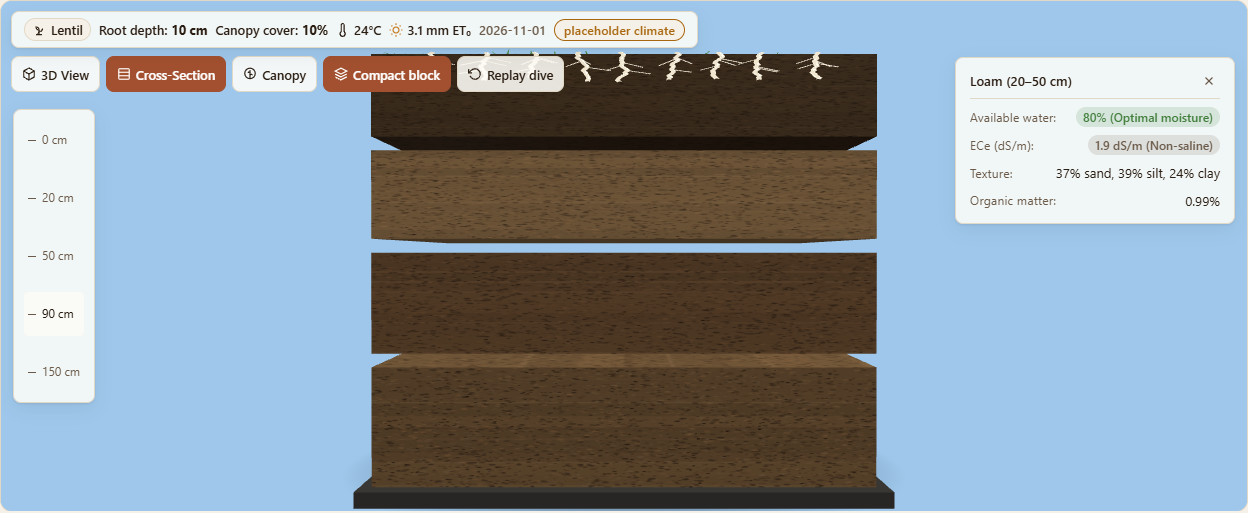 Lentil Root depth: 10 cm Canopy cover: 10% 24°C 3.1 mm ET₀ 2026-11-01 placeholder climate
3D View Cross-Section Canopy Compact block Replay dive
0 cm
20 cm
50 cm
90 cm
150 cm
Loam (20–50 cm) ×
Available water: 80% (Optimal moisture)
ECe (dS/m): 1.9 dS/m (Non-saline)
Texture: 37% sand, 39% silt, 24% clay
Organic matter: 0.99%